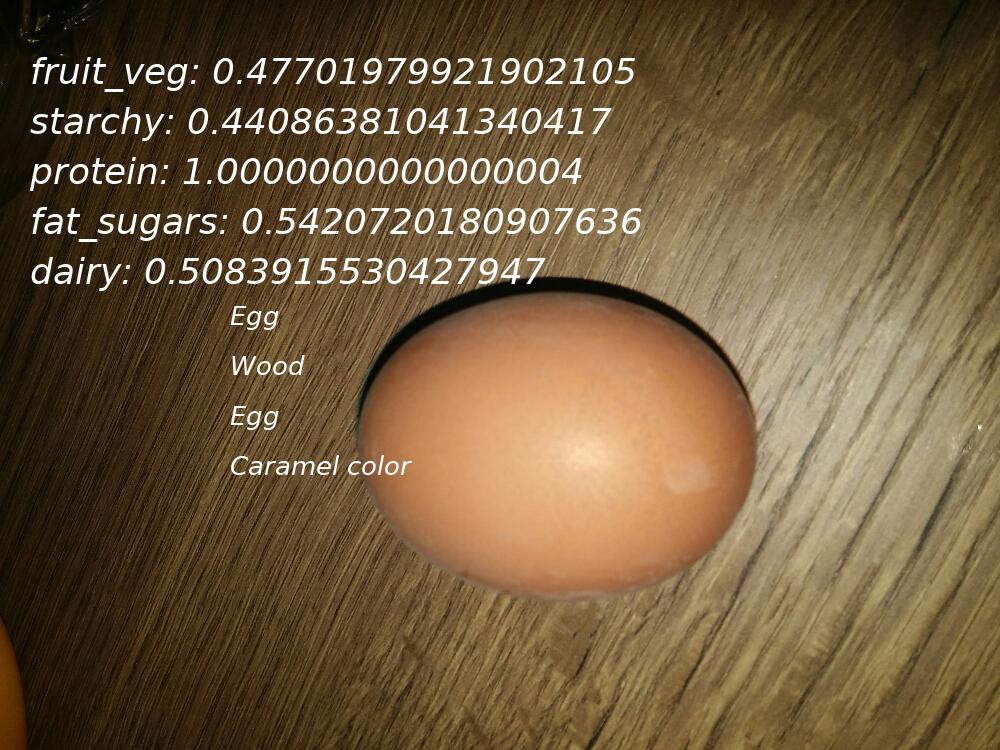 fruit_veg: 0.47701979921902105
starchy: 0.44086381041340417
protein: 1.0000000000000004
fat_sugars: 0.5420720180907636
dairy: 0.5083915530427947
Egg
Wood
Egg
Caramel color